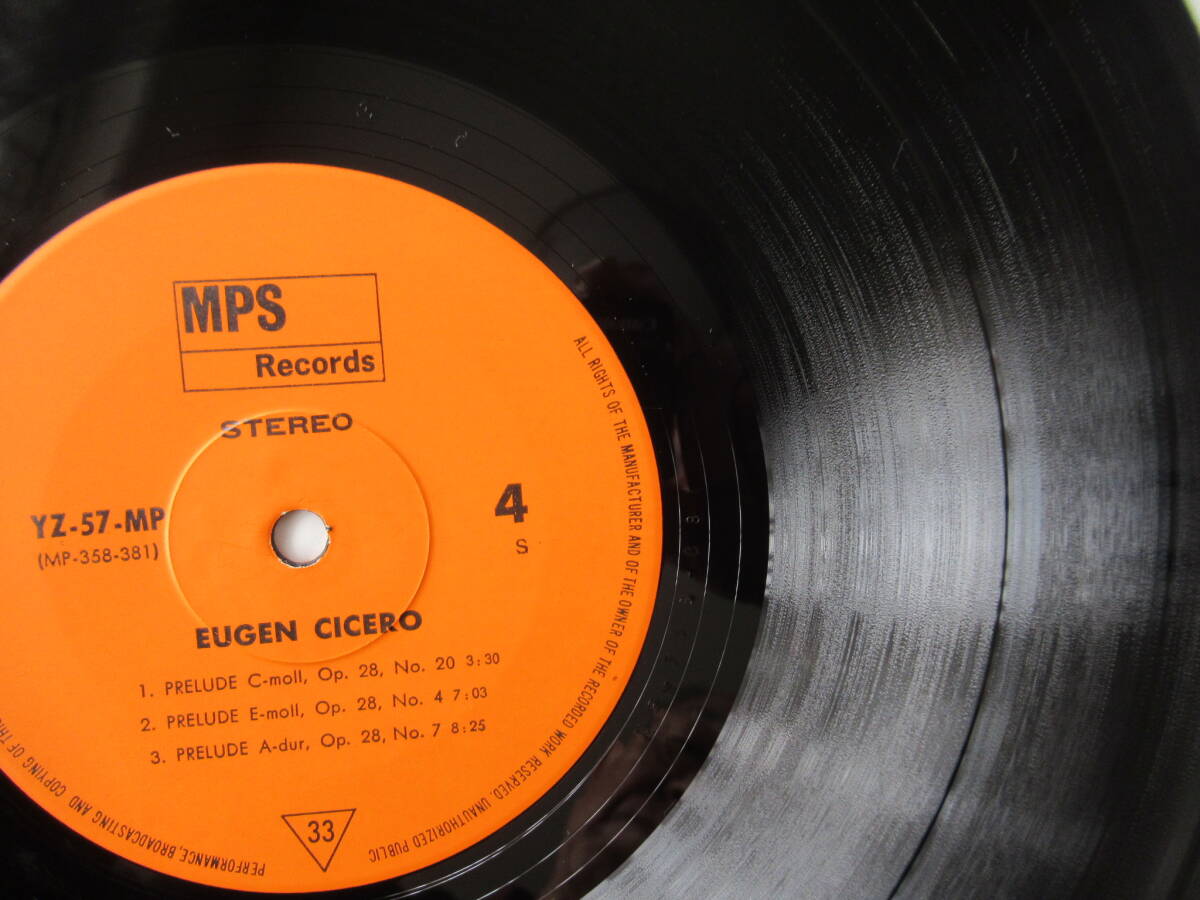 MPS
Records
STEREO
YZ-57-MP
(MP-358-381)
4
S
EUGEN CICERO
1. PRELUDE C-moll, Op. 28, No. 20 3:30
2. PRELUDE E-moll, Op. 28, No. 4 7:03
3. PRELUDE A-dur, Op. 28, No. 7 8:25
33
ALL RIGHTS OF THE MANUFACTURER AND OF THE OWNER OF THE RECORDED WORK RESERVED. UNAUTHORIZED PUBLIC
PERFORMANCE, BROADCASTING AND COPYING OF